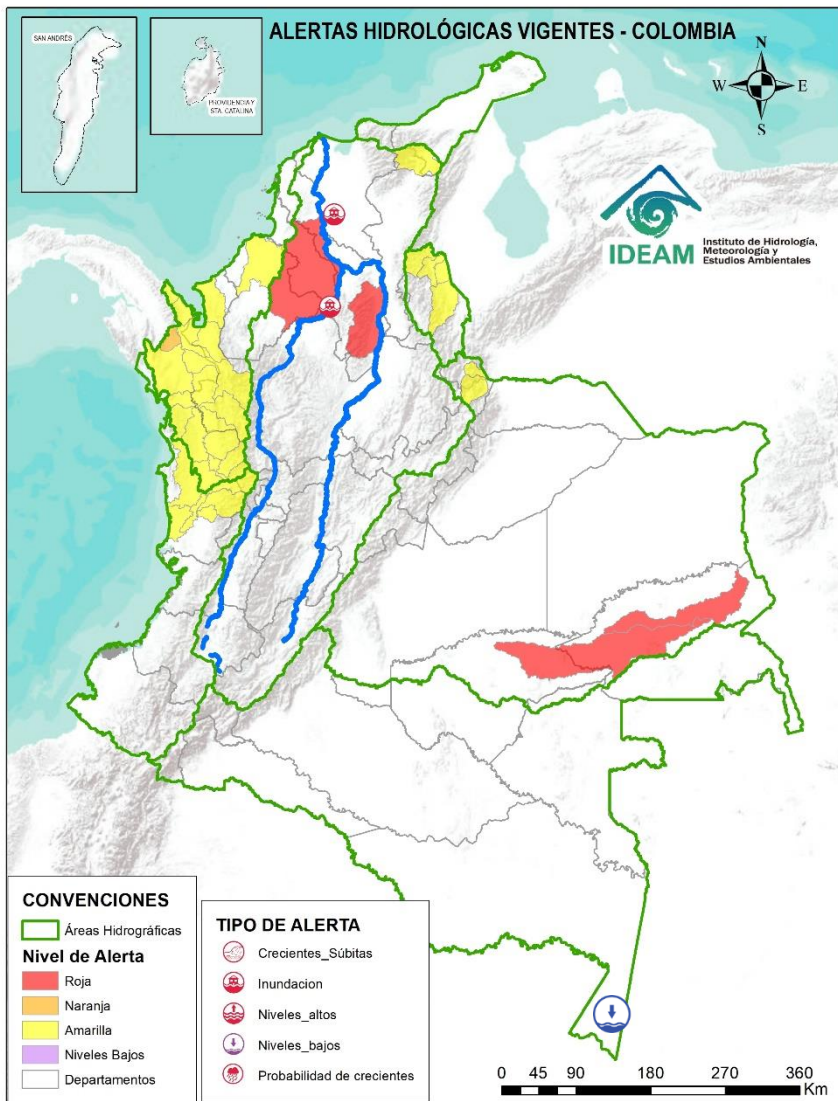 ALERTAS HIDROLÓGICAS VIGENTES - COLOMBIA
SAN ANDRÉS
PROVIDENCIA Y
STA. CATALINA
N
W
E
S
IDEAM
Instituto de Hidrología,
Meteorología y
Estudios Ambientales
CONVENCIONES
Áreas Hidrográficas
Nivel de Alerta
Roja
Naranja
Amarilla
Niveles Bajos
Departamentos
TIPO DE ALERTA
Crecientes_Súbitas
Inundacion
Niveles_altos
Niveles_bajos
Probabilidad de crecientes
0 45 90 180 270 360
Km